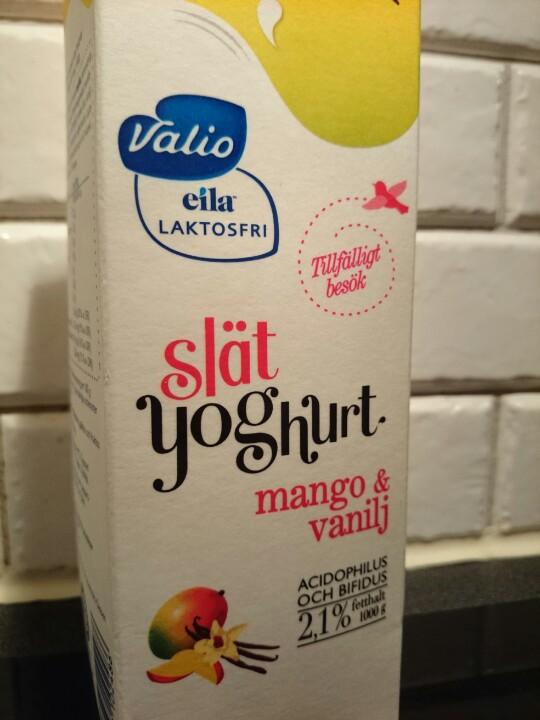 Valio
eila
LAKTOSFRI
Tillfälligt
besök
slät
yoghurt.
mango &
vanilj
ACIDOPHILUS
OCH BIFIDUS
2,1% fetthalt
1000 g